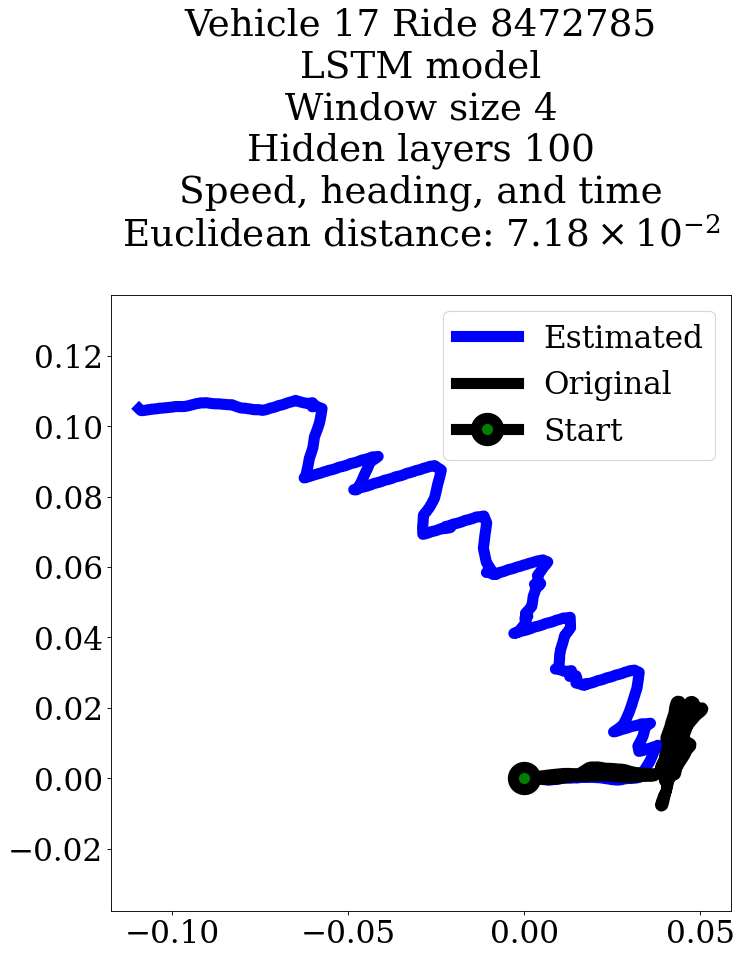 Vehicle 17 Ride 8472785
LSTM model
Window size 4
Hidden layers 100
Speed, heading, and time
Euclidean distance: 7.18 × 10⁻²
Estimated
Original
Start
0.12
0.10
0.08
0.06
0.04
0.02
0.00
−0.02
−0.10 −0.05 0.00 0.05